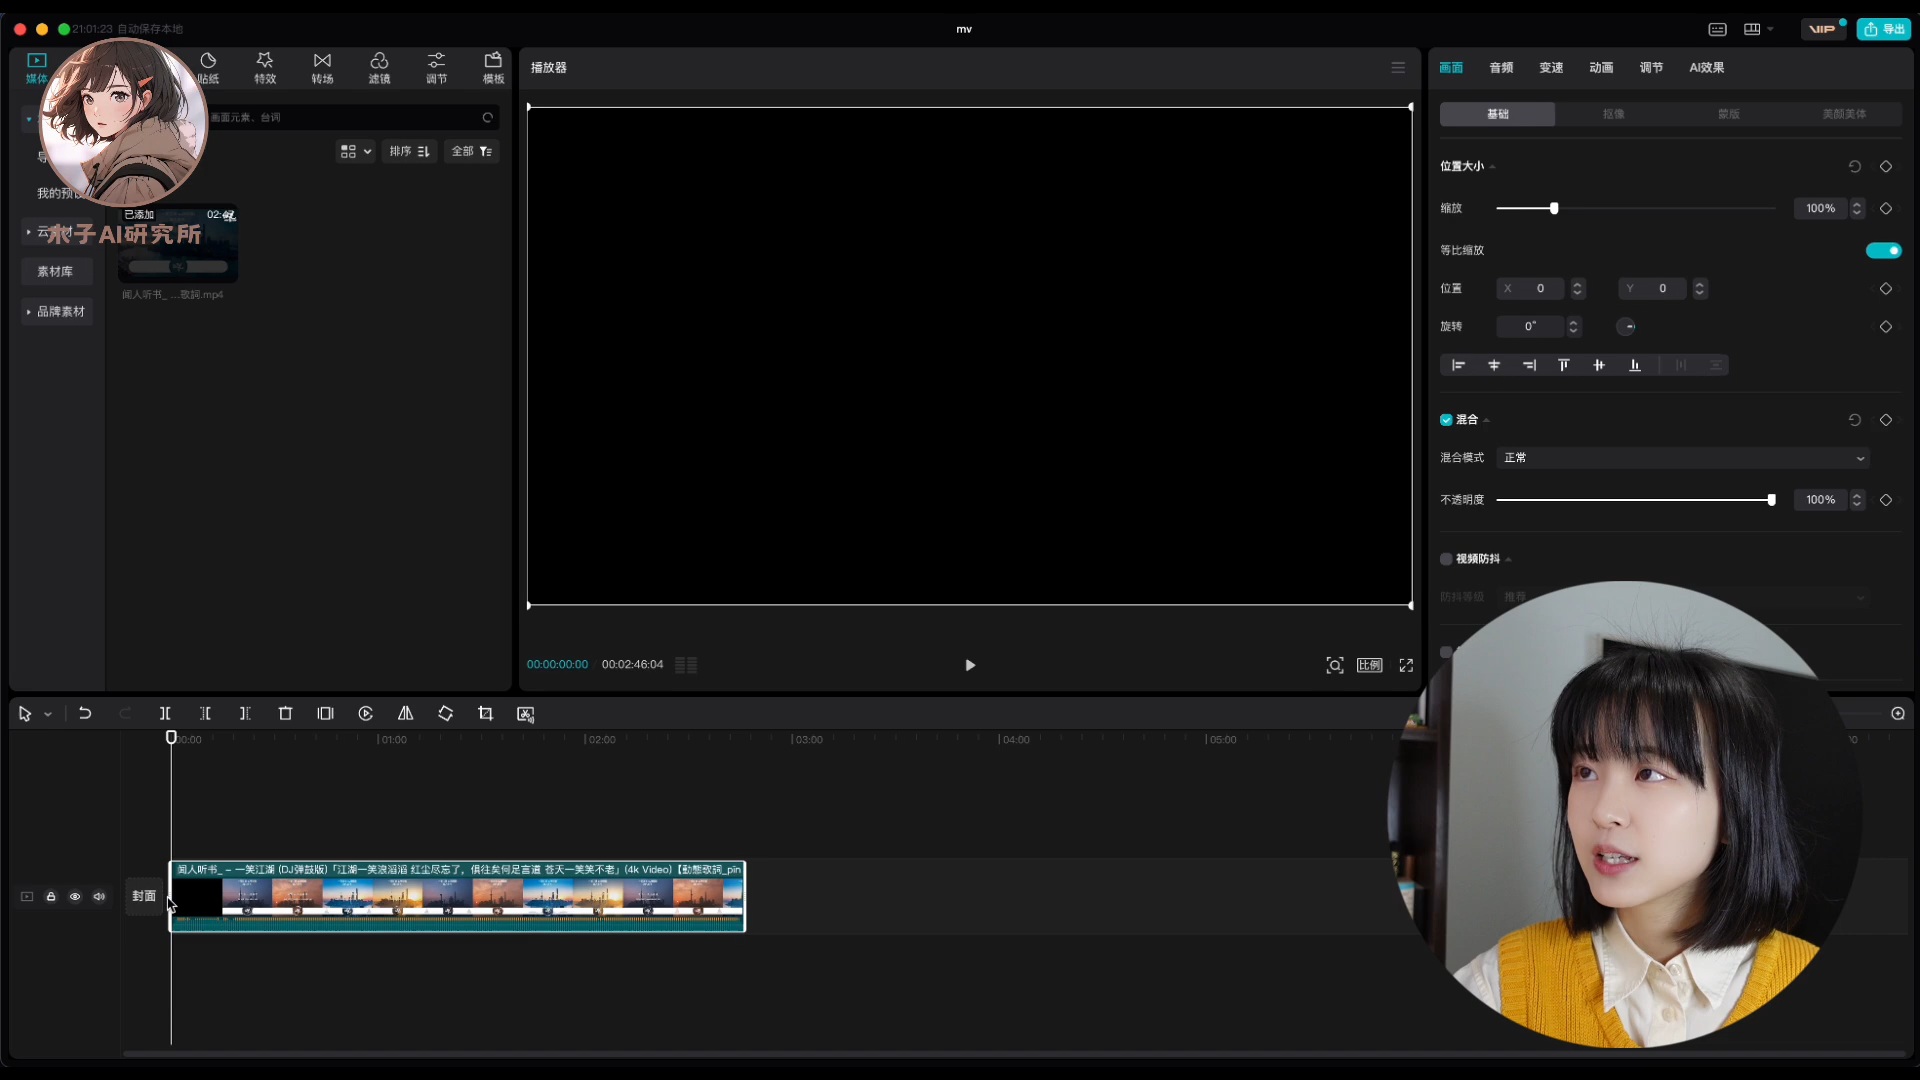 21:01:23 自动保存本地
mv
VIP
导出
媒体
贴纸
特效
转场
滤镜
调节
模板
画面元素、台词
排序
全部
我的预设
素材库
品牌素材
木子AI研究所
已添加
闻人听书_ ...歌詞.mp4
播放器
00:00:00:00
00:02:46:04
比例
画面
音频
变速
动画
调节
AI效果
基础
抠像
蒙版
美颜美体
位置大小
缩放
100%
等比缩放
位置
X 0
Y 0
旋转
0°
混合
混合模式
正常
不透明度
100%
视频防抖
防抖等级
推荐
00:00
01:00
02:00
03:00
04:00
05:00
封面
闻人听书_ – 一笑江湖 (DJ弹鼓版)「江湖一笑浪滔滔 红尘尽忘了，俱往矣何足言道 苍天一笑笑不老」(4k Video)【動態歌詞_pin